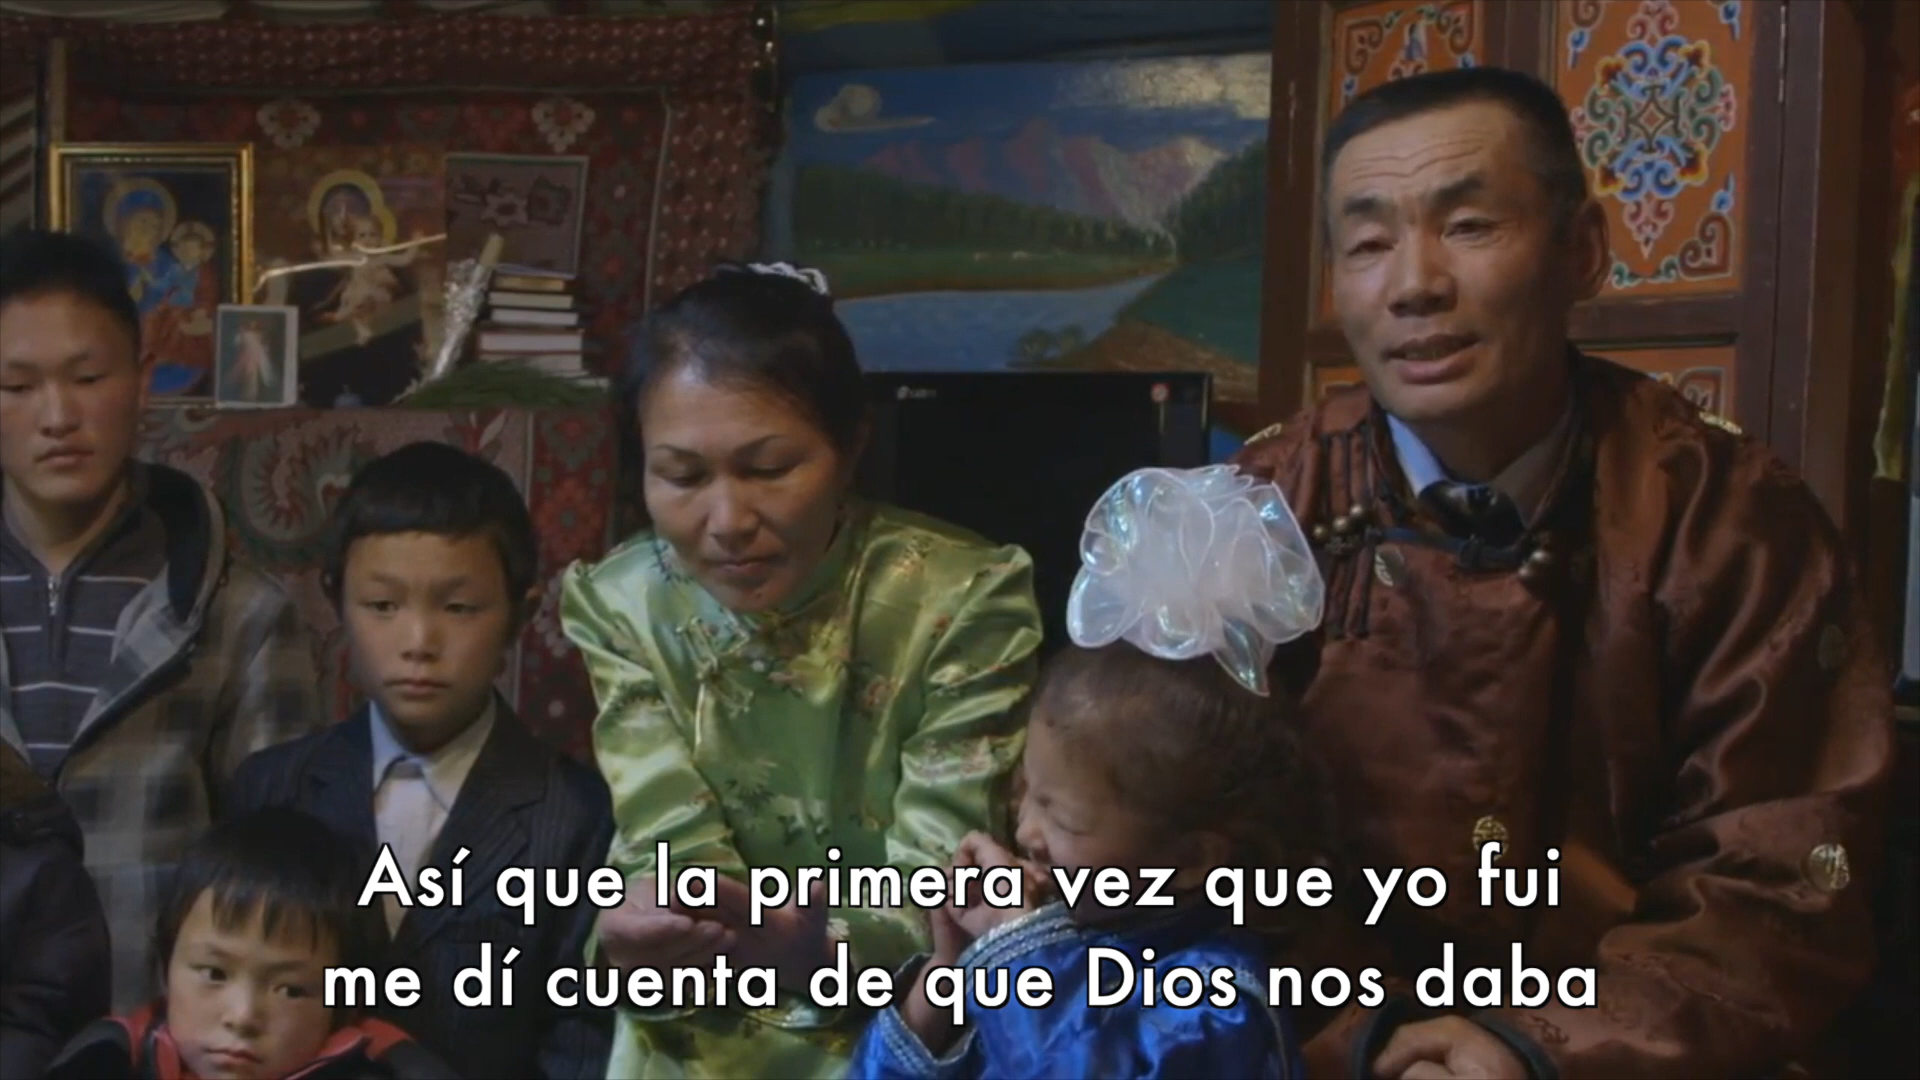 Así que la primera vez que yo fui
me dí cuenta de que Dios nos daba